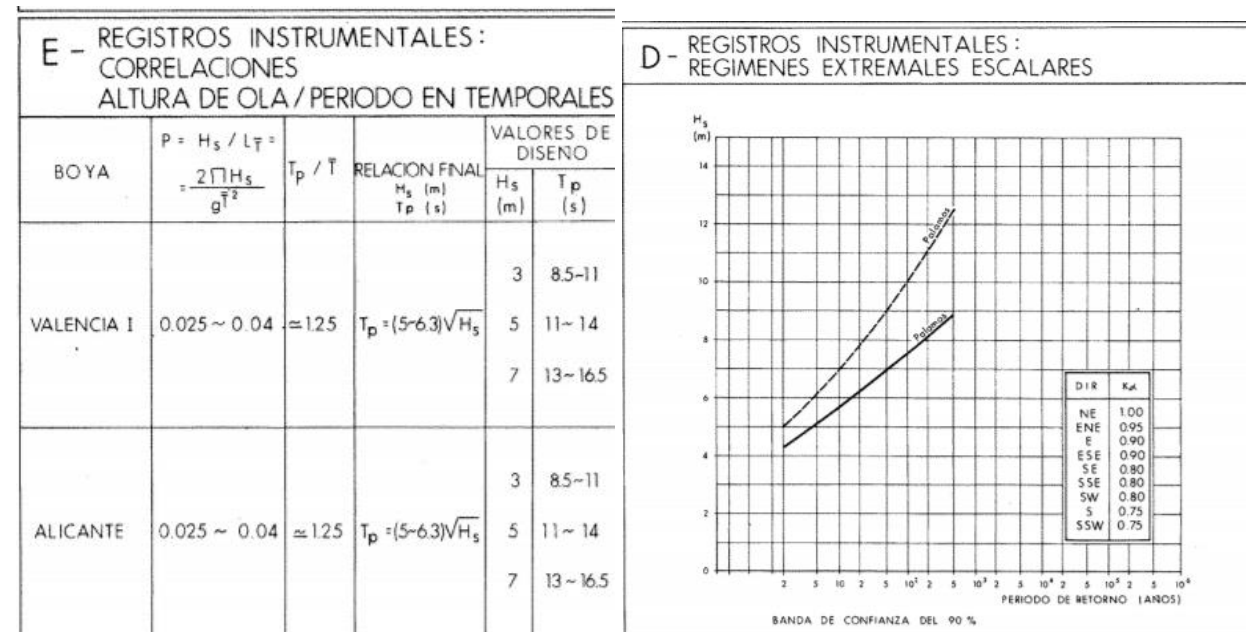 E - REGISTROS INSTRUMENTALES:
CORRELACIONES
ALTURA DE OLA / PERIODO EN TEMPORALES
BOYA
P = Hs / LT̅ =
= 2∏Hs / gT̅²
Tp / T̅
RELACION FINAL
Hs (m)
Tp (s)
VALORES DE DISEÑO
Hs (m)
Tp (s)
VALENCIA I
0.025 ~ 0.04
≃1.25
Tp =(5~6.3)√Hs
3 8.5~11
5 11~ 14
7 13~16.5
ALICANTE
0.025 ~ 0.04
≃ 1.25
Tp =(5~6.3)√Hs
3 8.5~11
5 11~ 14
7 13~16.5
D - REGISTROS INSTRUMENTALES:
REGIMENES EXTREMALES ESCALARES
Hs
(m)
14
12
10
8
6
4
2
0
Palamos
Palamos
DIR Kα
NE 1.00
ENE 0.95
E 0.90
ESE 0.90
SE 0.80
SSE 0.80
SW 0.80
S 0.75
SSW 0.75
2 5 10 2 5 10² 2 5 10³ 2 5 10⁴ 2 5 10⁵ 2 5 10⁶
PERIODO DE RETORNO (AÑOS)
BANDA DE CONFIANZA DEL 90 %